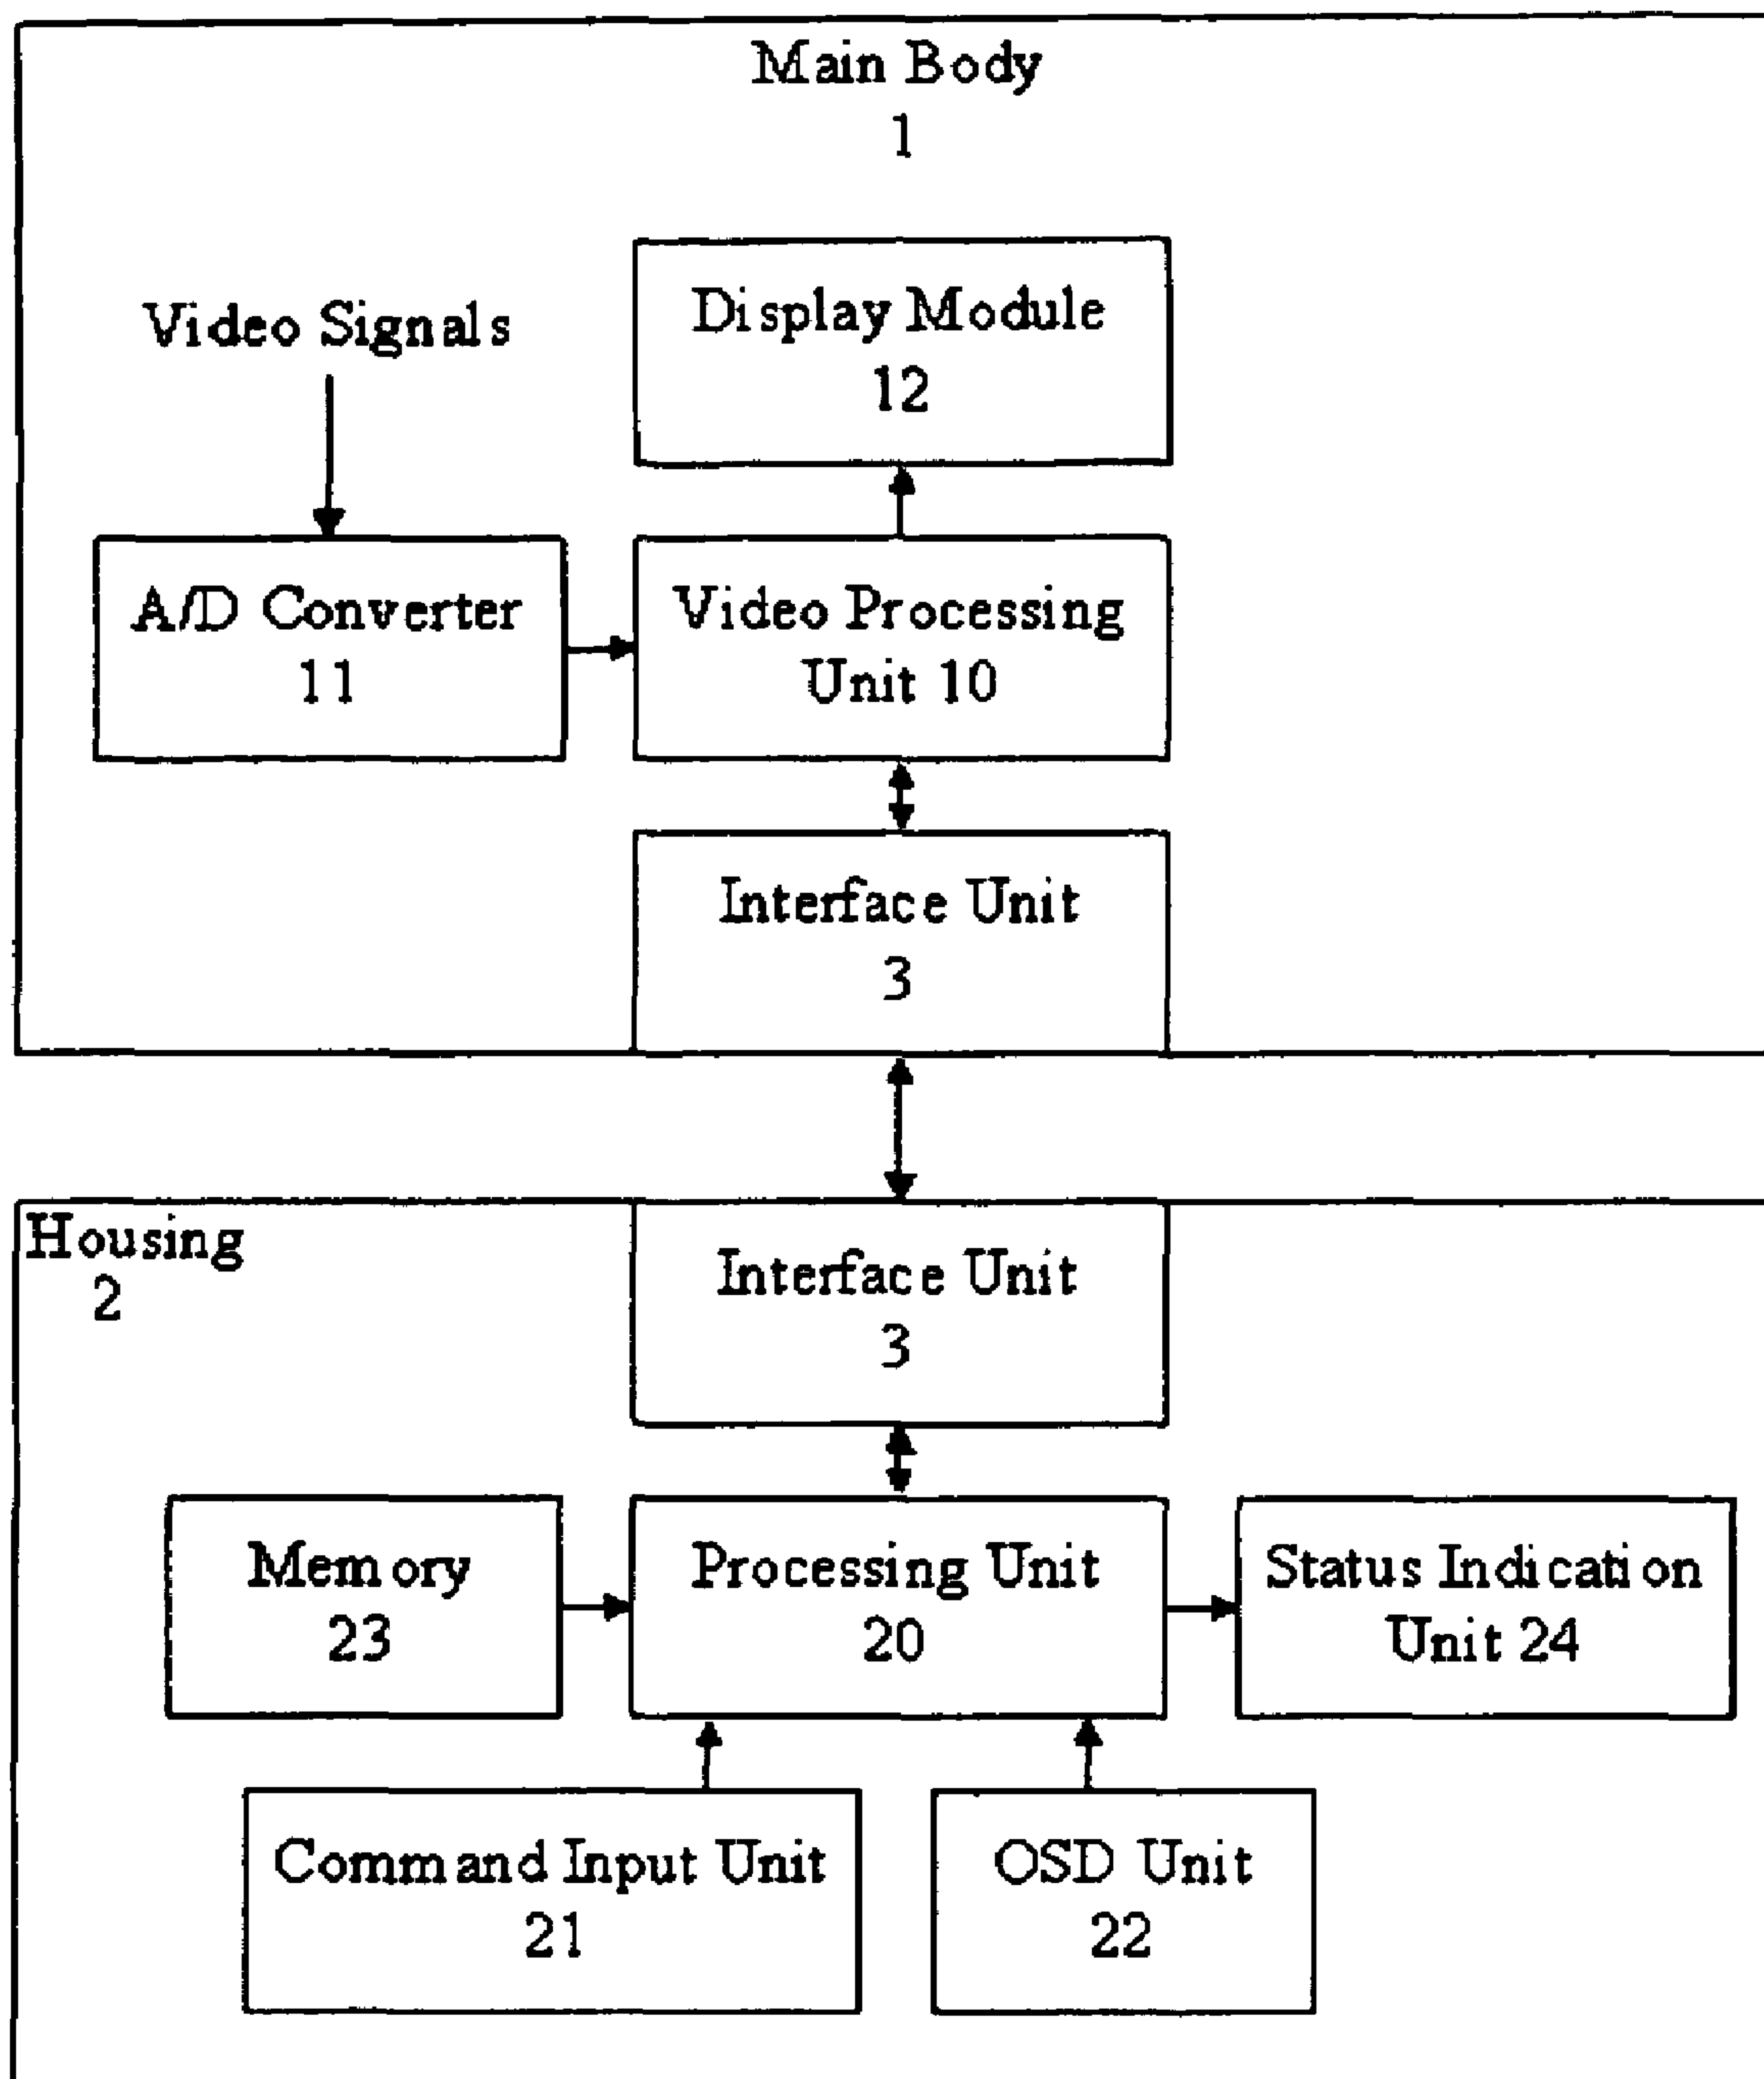 Main Body
1
Display Module
12
Video Signals
A/D Converter
11
Video Processing
Unit 10
Interface Unit
3
Housing
2
Interface Unit
3
Memory
23
Processing Unit
20
Status Indication
Unit 24
Command Input Unit
21
OSD Unit
22